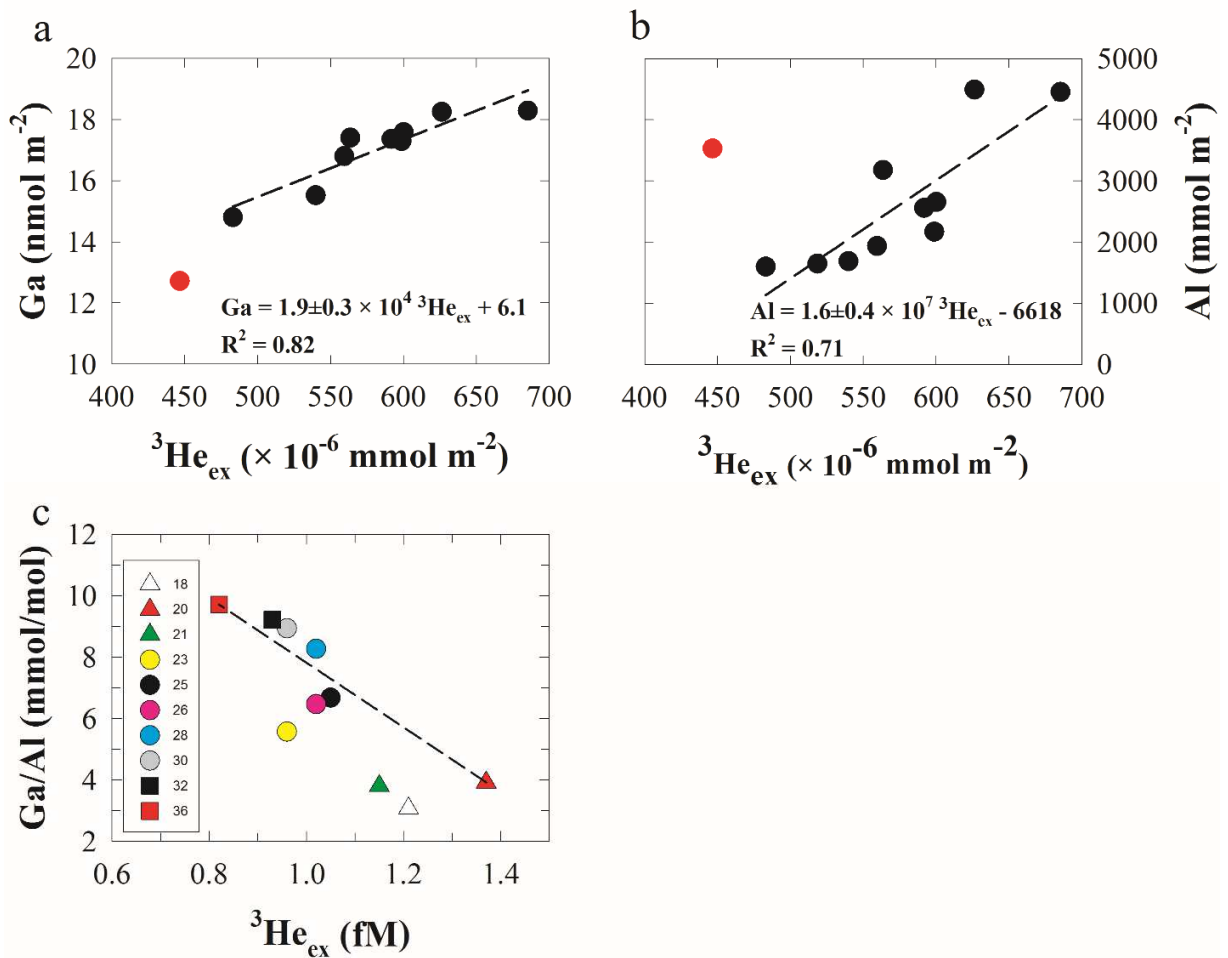 a
20
18
16
14
12
10
Ga (nmol m⁻²)
Ga = 1.9±0.3 × 10⁴ ³Heₑₓ + 6.1
R² = 0.82
400 450 500 550 600 650 700
³Heₑₓ (× 10⁻⁶ mmol m⁻²)
b
5000
4000
3000
2000
1000
0
Al (mmol m⁻²)
Al = 1.6±0.4 × 10⁷ ³Heₑₓ - 6618
R² = 0.71
400 450 500 550 600 650 700
³Heₑₓ (× 10⁻⁶ mmol m⁻²)
c
12
10
8
6
4
2
Ga/Al (mmol/mol)
18
20
21
23
25
26
28
30
32
36
0.6 0.8 1.0 1.2 1.4
³Heₑₓ (fM)